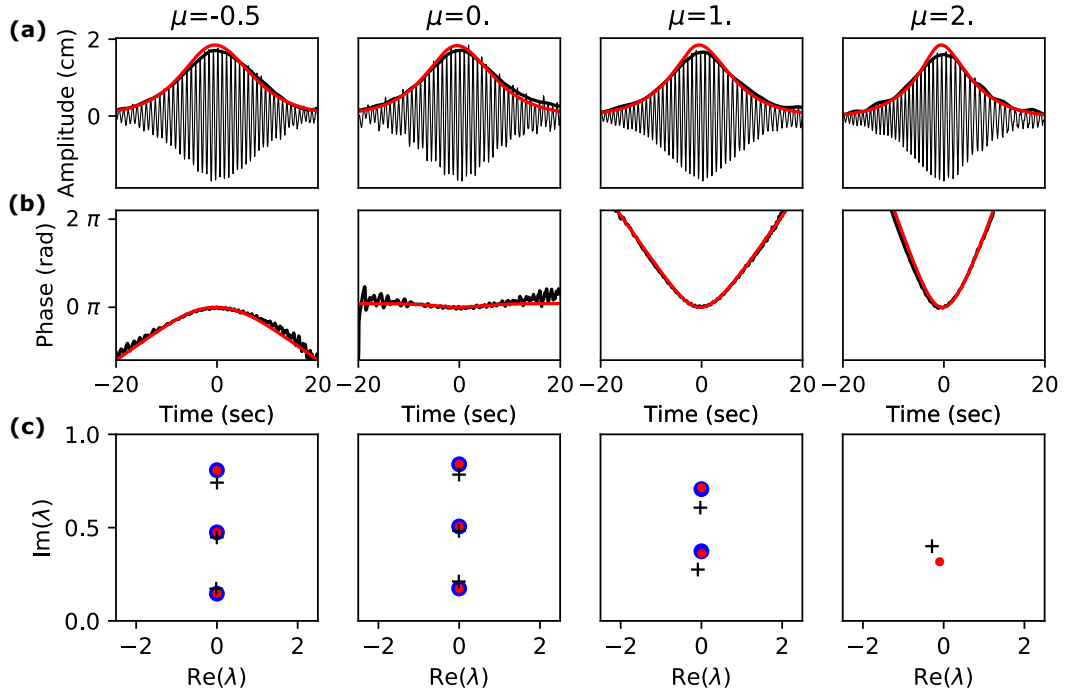 μ=-0.5 μ=0. μ=1. μ=2.
(a)
Amplitude (cm)
2
0
(b)
Phase (rad)
2 π
0 π
−20 0 20 −20 0 20 −20 0 20 −20 0 20
Time (sec) Time (sec) Time (sec) Time (sec)
(c)
Im(λ)
1.0
0.5
0.0
−2 0 2 −2 0 2 −2 0 2 −2 0 2
Re(λ) Re(λ) Re(λ) Re(λ)